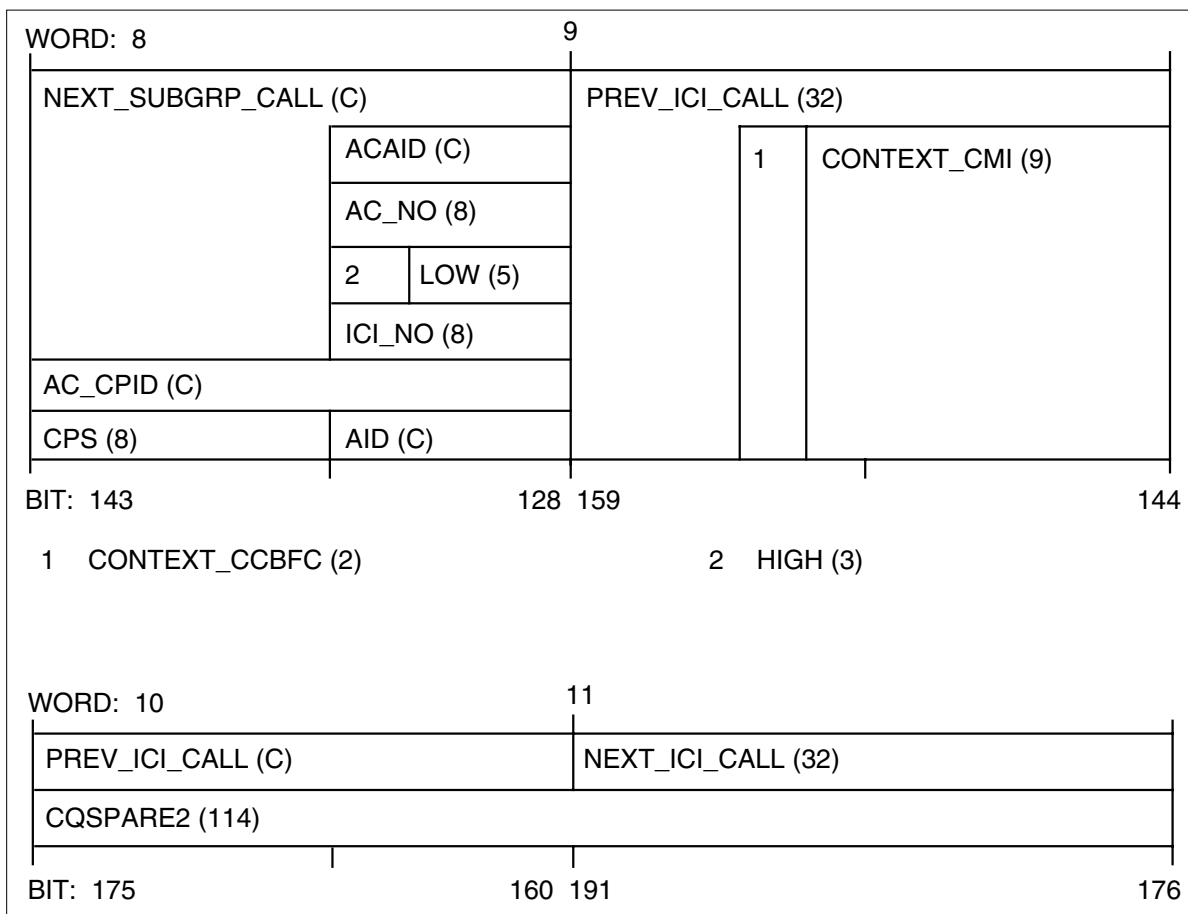 WORD: 8 9
NEXT_SUBGRP_CALL (C) PREV_ICI_CALL (32)
ACAID (C) 1 CONTEXT_CMI (9)
AC_NO (8)
2 LOW (5)
ICI_NO (8)
AC_CPID (C)
CPS (8) AID (C)
BIT: 143 128 159 144
1 CONTEXT_CCBFC (2) 2 HIGH (3)
WORD: 10 11
PREV_ICI_CALL (C) NEXT_ICI_CALL (32)
CQSPARE2 (114)
BIT: 175 160 191 176